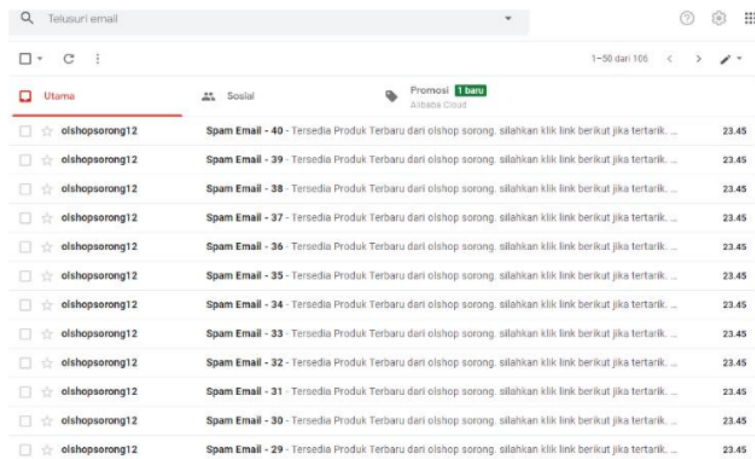 Telusuri email
1–50 dari 106
Utama
Sosial
Promosi 1 baru
Alibaba Cloud
olshopsorong12 Spam Email - 40 - Tersedia Produk Terbaru dari olshop sorong. silahkan klik link berikut jika tertarik. ... 23.45
olshopsorong12 Spam Email - 39 - Tersedia Produk Terbaru dari olshop sorong. silahkan klik link berikut jika tertarik. ... 23.45
olshopsorong12 Spam Email - 38 - Tersedia Produk Terbaru dari olshop sorong. silahkan klik link berikut jika tertarik. ... 23.45
olshopsorong12 Spam Email - 37 - Tersedia Produk Terbaru dari olshop sorong. silahkan klik link berikut jika tertarik. ... 23.45
olshopsorong12 Spam Email - 36 - Tersedia Produk Terbaru dari olshop sorong. silahkan klik link berikut jika tertarik. ... 23.45
olshopsorong12 Spam Email - 35 - Tersedia Produk Terbaru dari olshop sorong. silahkan klik link berikut jika tertarik. ... 23.45
olshopsorong12 Spam Email - 34 - Tersedia Produk Terbaru dari olshop sorong. silahkan klik link berikut jika tertarik. ... 23.45
olshopsorong12 Spam Email - 33 - Tersedia Produk Terbaru dari olshop sorong. silahkan klik link berikut jika tertarik. ... 23.45
olshopsorong12 Spam Email - 32 - Tersedia Produk Terbaru dari olshop sorong. silahkan klik link berikut jika tertarik. ... 23.45
olshopsorong12 Spam Email - 31 - Tersedia Produk Terbaru dari olshop sorong. silahkan klik link berikut jika tertarik. ... 23.45
olshopsorong12 Spam Email - 30 - Tersedia Produk Terbaru dari olshop sorong. silahkan klik link berikut jika tertarik. ... 23.45
olshopsorong12 Spam Email - 29 - Tersedia Produk Terbaru dari olshop sorong. silahkan klik link berikut jika tertarik. ... 23.45